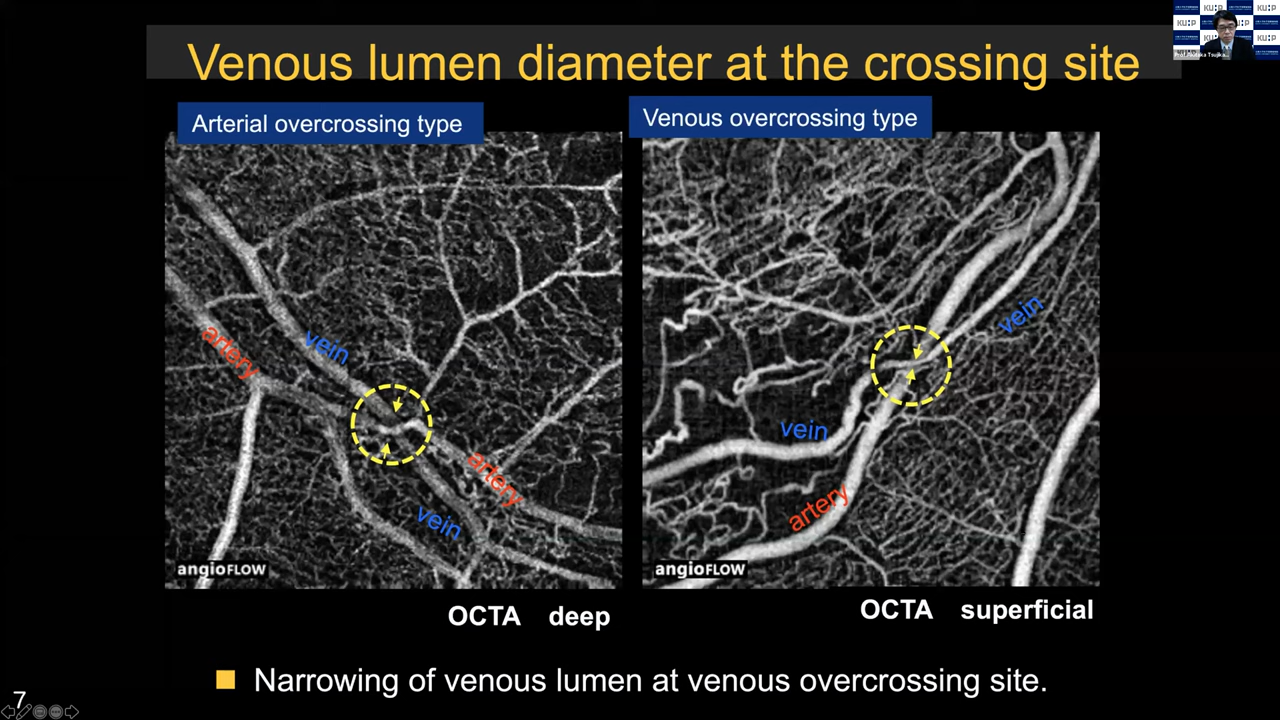 Venous lumen diameter at the crossing site
Arterial overcrossing type
Venous overcrossing type
artery
vein
artery
vein
angioFLOW
vein
vein
artery
angioFLOW
OCTA deep
OCTA superficial
Narrowing of venous lumen at venous overcrossing site.
7
KU:P